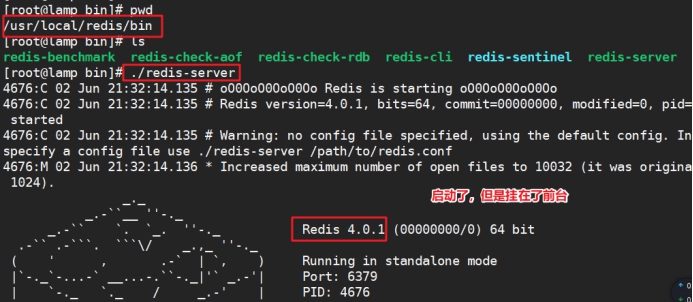 [root@lamp bin]# pwd
/usr/local/redis/bin
[root@lamp bin]# ls
redis-benchmark redis-check-aof redis-check-rdb redis-cli redis-sentinel redis-server
[root@lamp bin]# ./redis-server
4676:C 02 Jun 21:32:14.135 # oO0OoO0OoO0Oo Redis is starting oO0OoO0OoO0Oo
4676:C 02 Jun 21:32:14.135 # Redis version=4.0.1, bits=64, commit=00000000, modified=0, pid=
started
4676:C 02 Jun 21:32:14.135 # Warning: no config file specified, using the default config. In
specify a config file use ./redis-server /path/to/redis.conf
4676:M 02 Jun 21:32:14.136 * Increased maximum number of open files to 10032 (it was origina
1024).
启动了，但是挂在了前台
Redis 4.0.1 (00000000/0) 64 bit
Running in standalone mode
Port: 6379
PID: 4676